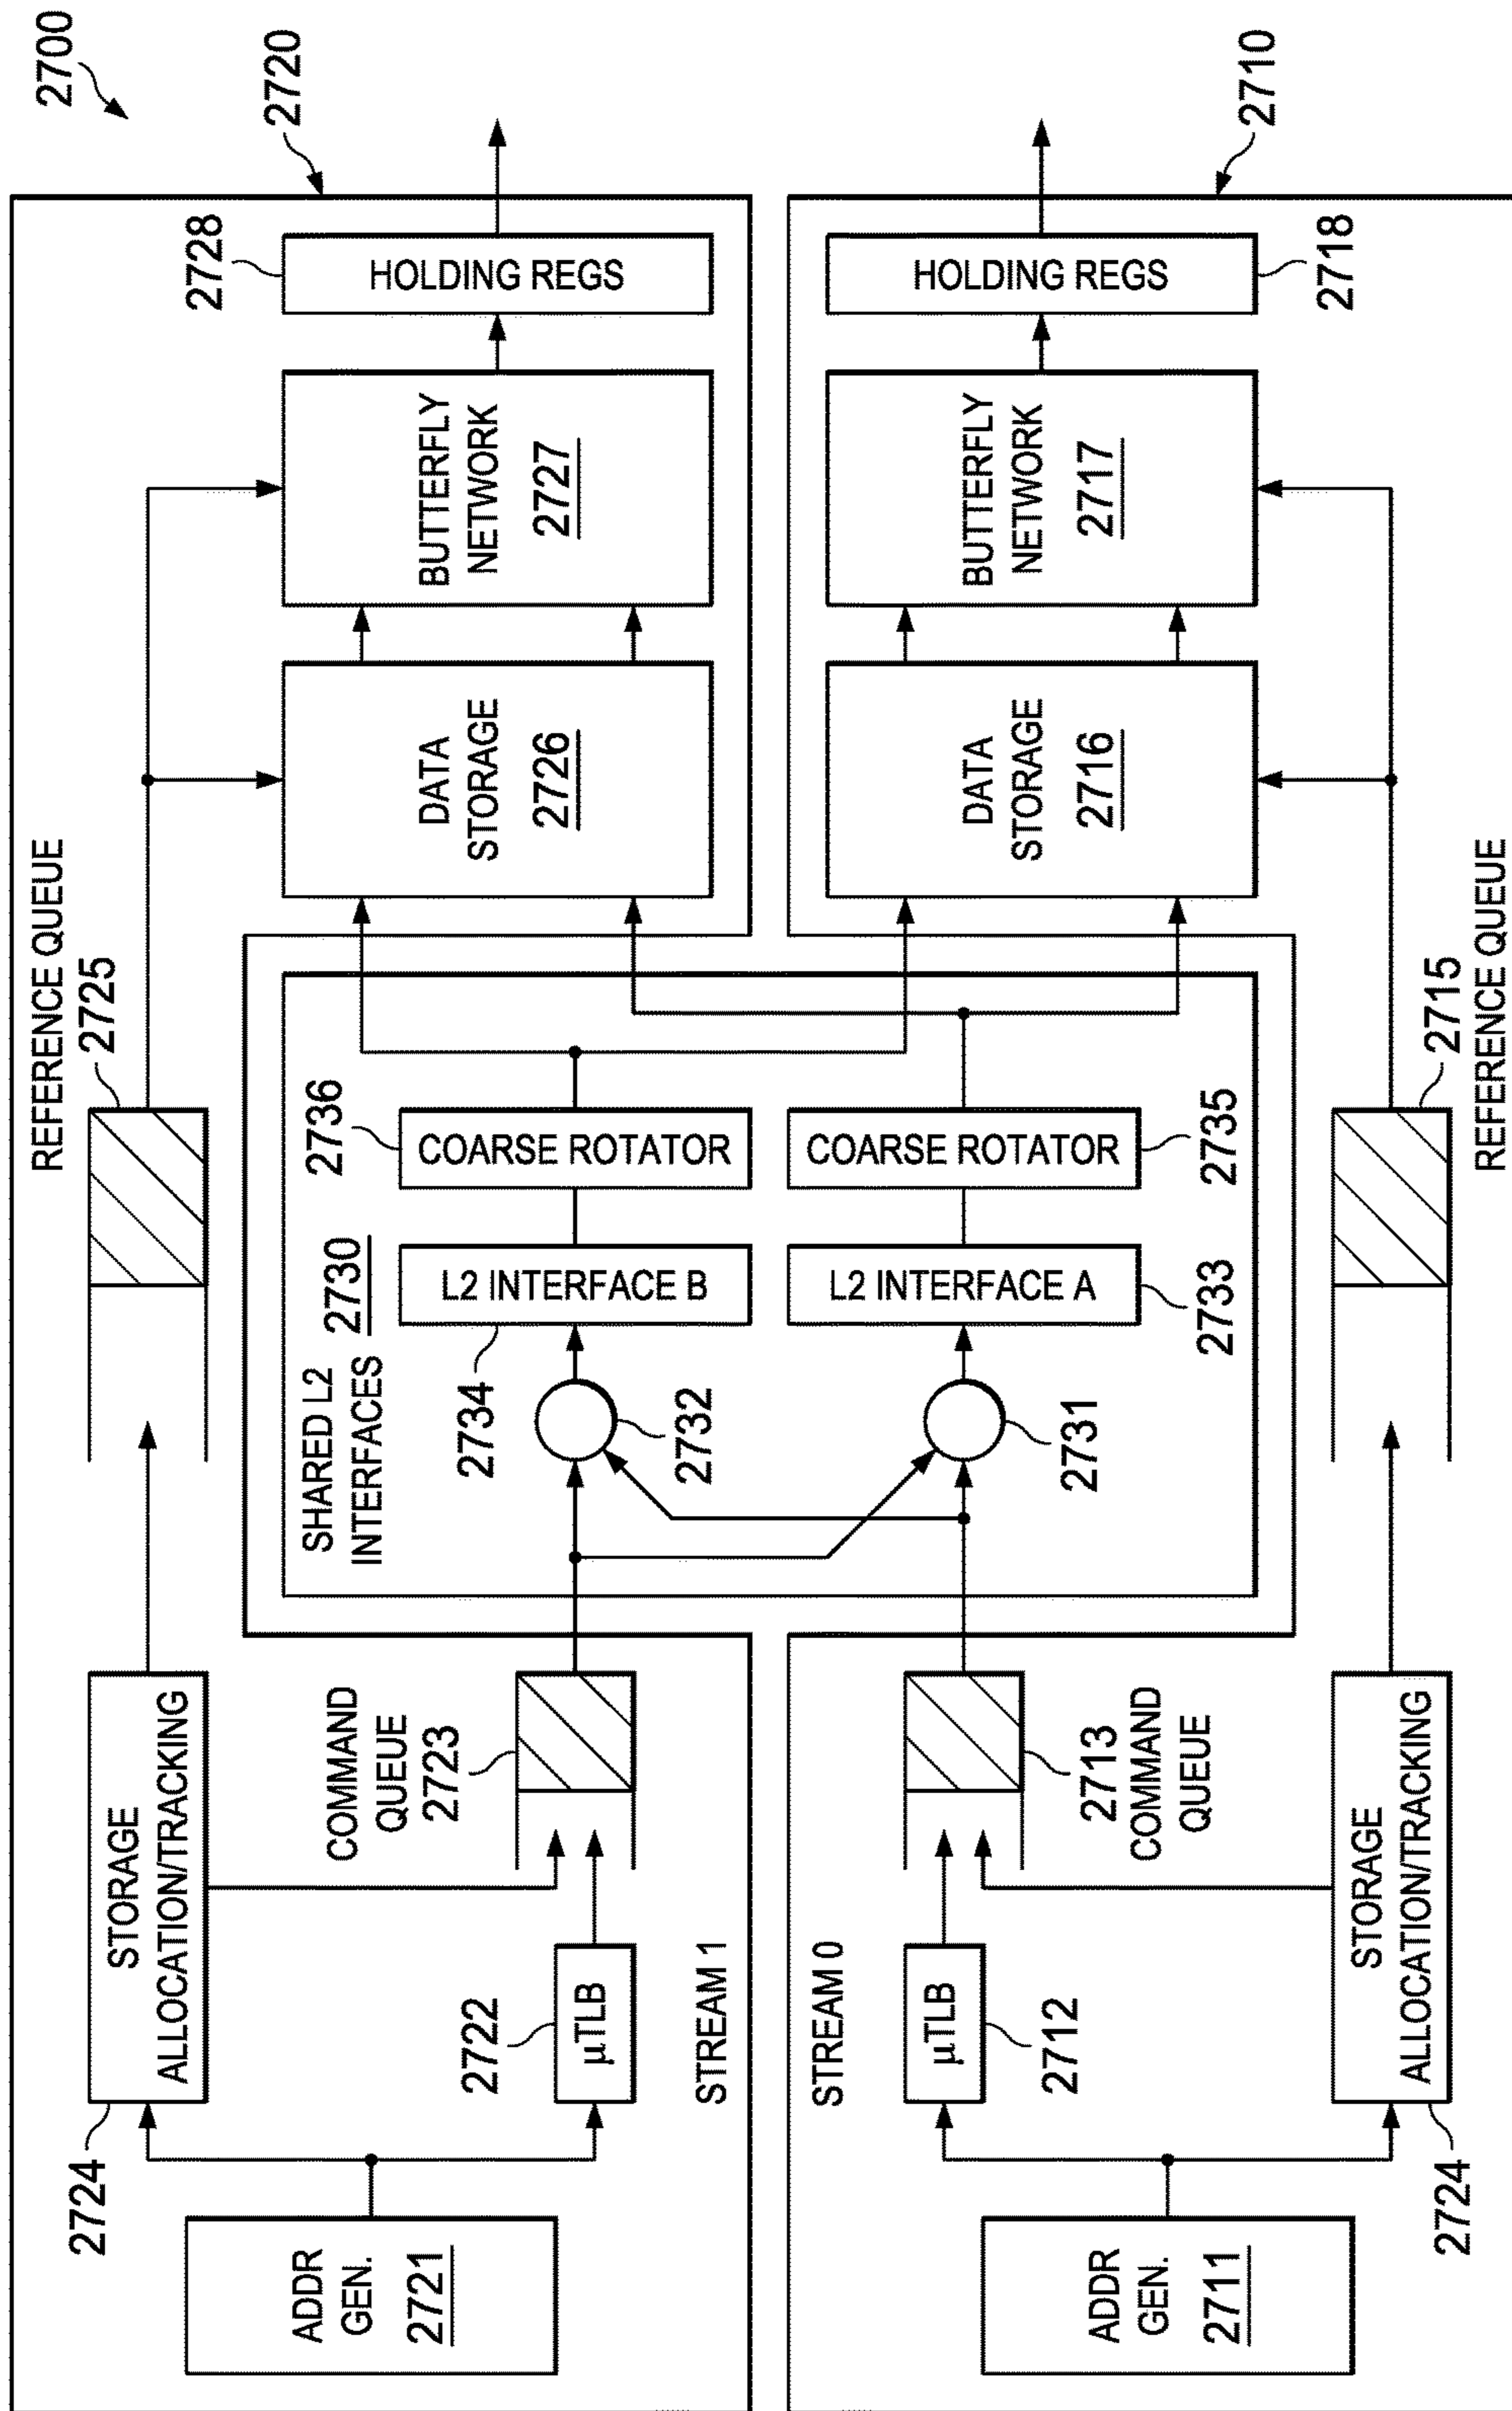 2700
2720
2710
REFERENCE QUEUE
2725
STORAGE
ALLOCATION/TRACKING
2724
ADDR
GEN.
2721
µTLB
2722
COMMAND
QUEUE
2723
STREAM 1
DATA
STORAGE
2726
BUTTERFLY
NETWORK
2727
HOLDING REGS
2728
SHARED L2
INTERFACES
2730
2732
L2 INTERFACE B
2734
COARSE ROTATOR
2736
2731
L2 INTERFACE A
2733
COARSE ROTATOR
2735
STREAM 0
ADDR
GEN.
2711
µTLB
2712
2713
COMMAND
QUEUE
STORAGE
ALLOCATION/TRACKING
2724
DATA
STORAGE
2716
BUTTERFLY
NETWORK
2717
HOLDING REGS
2718
2715
REFERENCE QUEUE